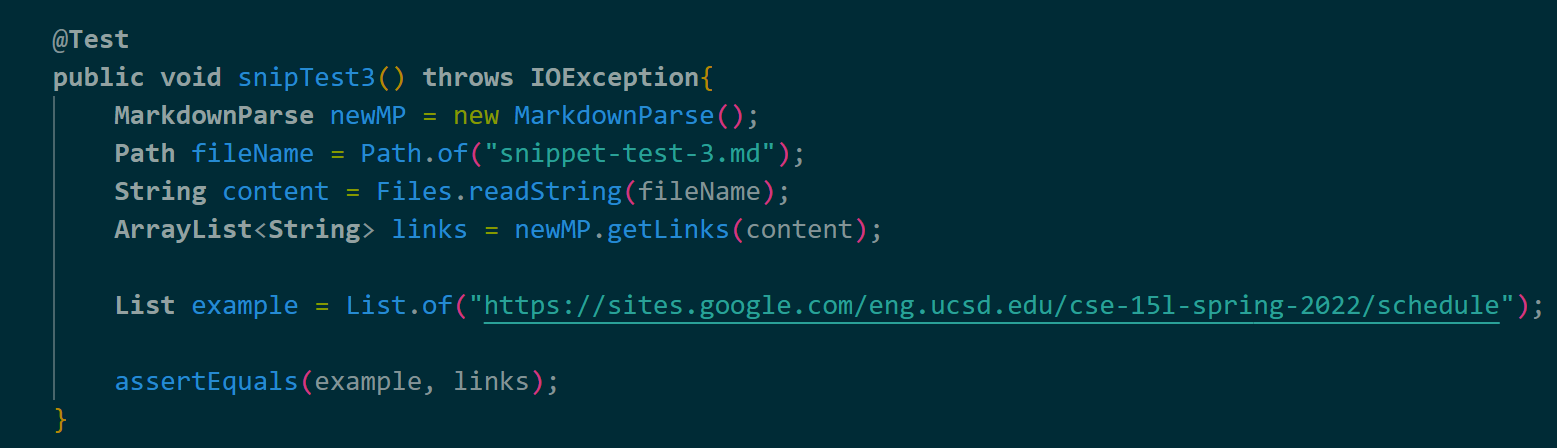 @Test
public void snipTest3() throws IOException{
MarkdownParse newMP = new MarkdownParse();
Path fileName = Path.of("snippet-test-3.md");
String content = Files.readString(fileName);
ArrayList<String> links = newMP.getLinks(content);
List example = List.of("https://sites.google.com/eng.ucsd.edu/cse-15l-spring-2022/schedule");
assertEquals(example, links);
}